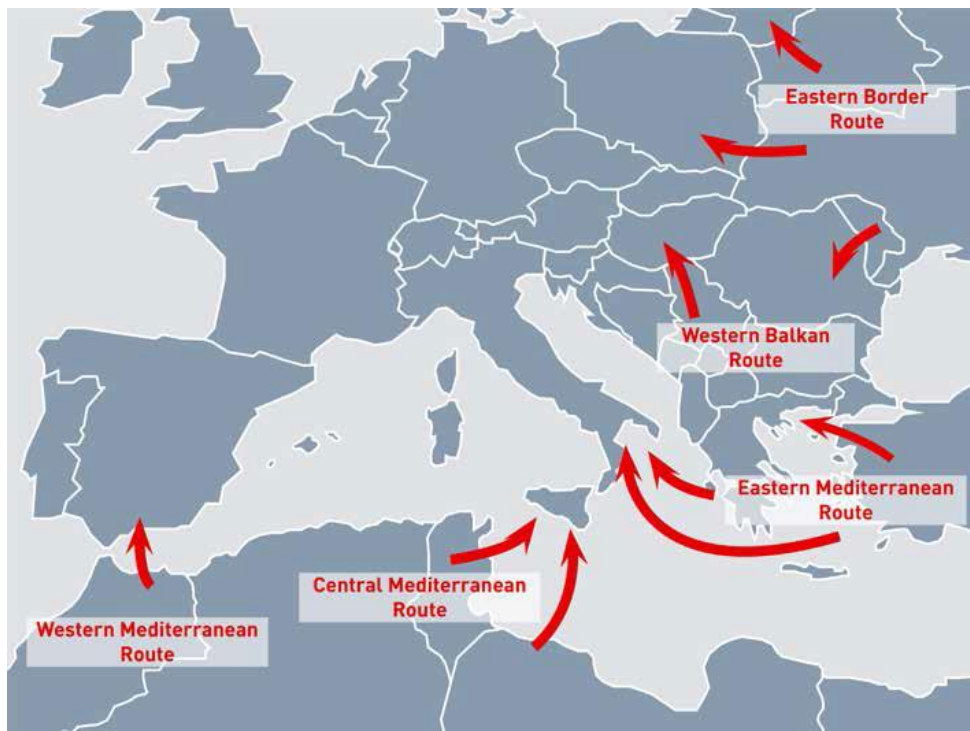 Eastern Border
Route
Western Balkan
Route
Eastern Mediterranean
Route
Central Mediterranean
Route
Western Mediterranean
Route